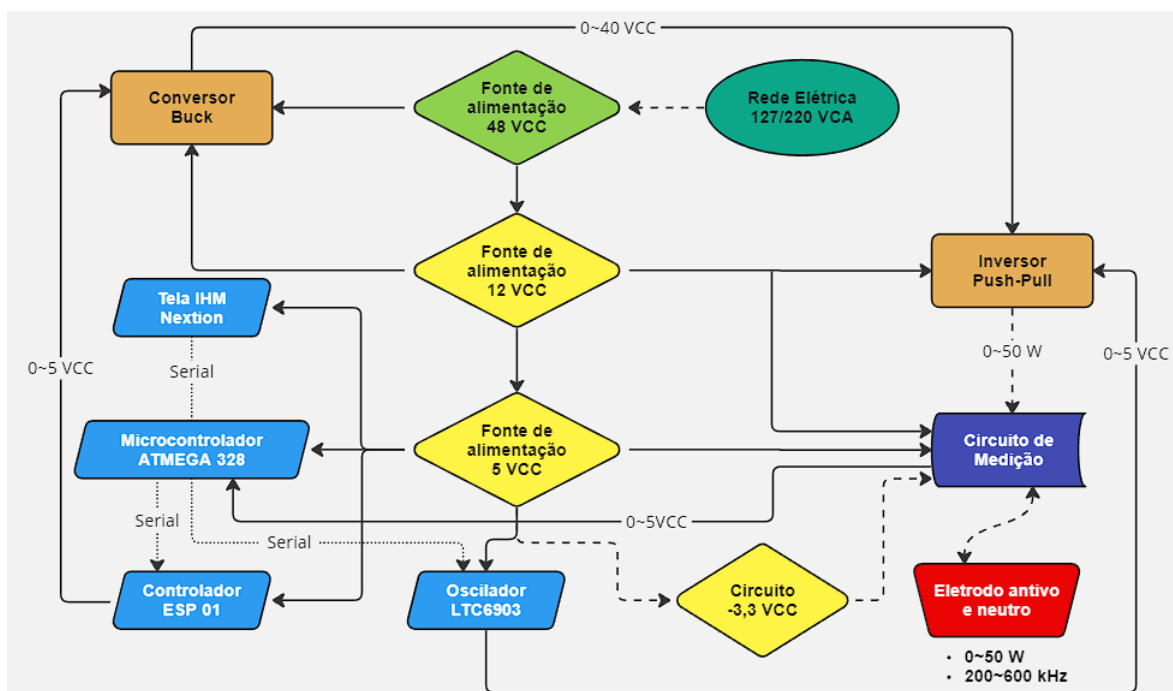 0~40 VCC
Conversor
Buck
Fonte de
alimentação
48 VCC
Rede Elétrica
127/220 VCA
Fonte de
alimentação
12 VCC
Inversor
Push-Pull
Tela IHM
Nextion
0~5 VCC
Serial
0~50 W
0~5 VCC
Microcontrolador
ATMEGA 328
Fonte de
alimentação
5 VCC
Circuito de
Medição
Serial
Serial
0~5VCC
Controlador
ESP 01
Oscilador
LTC6903
Circuito
-3,3 VCC
Eletrodo antivo
e neutro
• 0~50 W
• 200~600 kHz